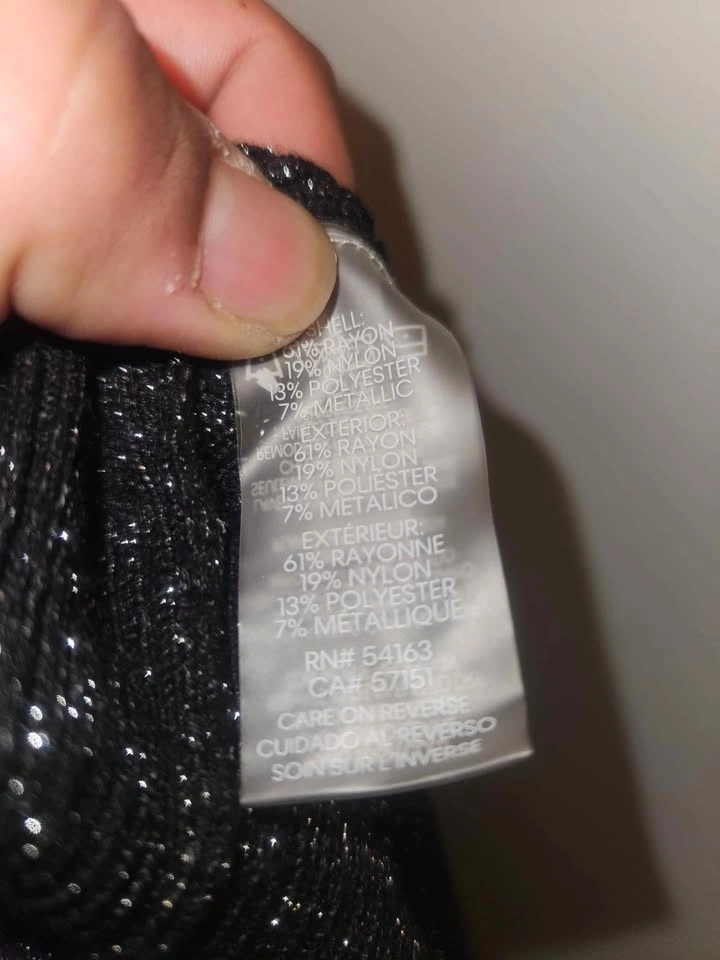 SHELL:
61% RAYON
19% NYLON
13% POLYESTER
7% METALLIC
EXTERIOR:
61% RAYON
19% NYLON
13% POLIÉSTER
7% METALICO
EXTÉRIEUR:
61% RAYONNE
19% NYLON
13% POLYESTER
7% METALLIQUE
RN# 54163
CA# 57151
CARE ON REVERSE
CUIDADO AL REVERSO
SOIN SUR L'INVERSE